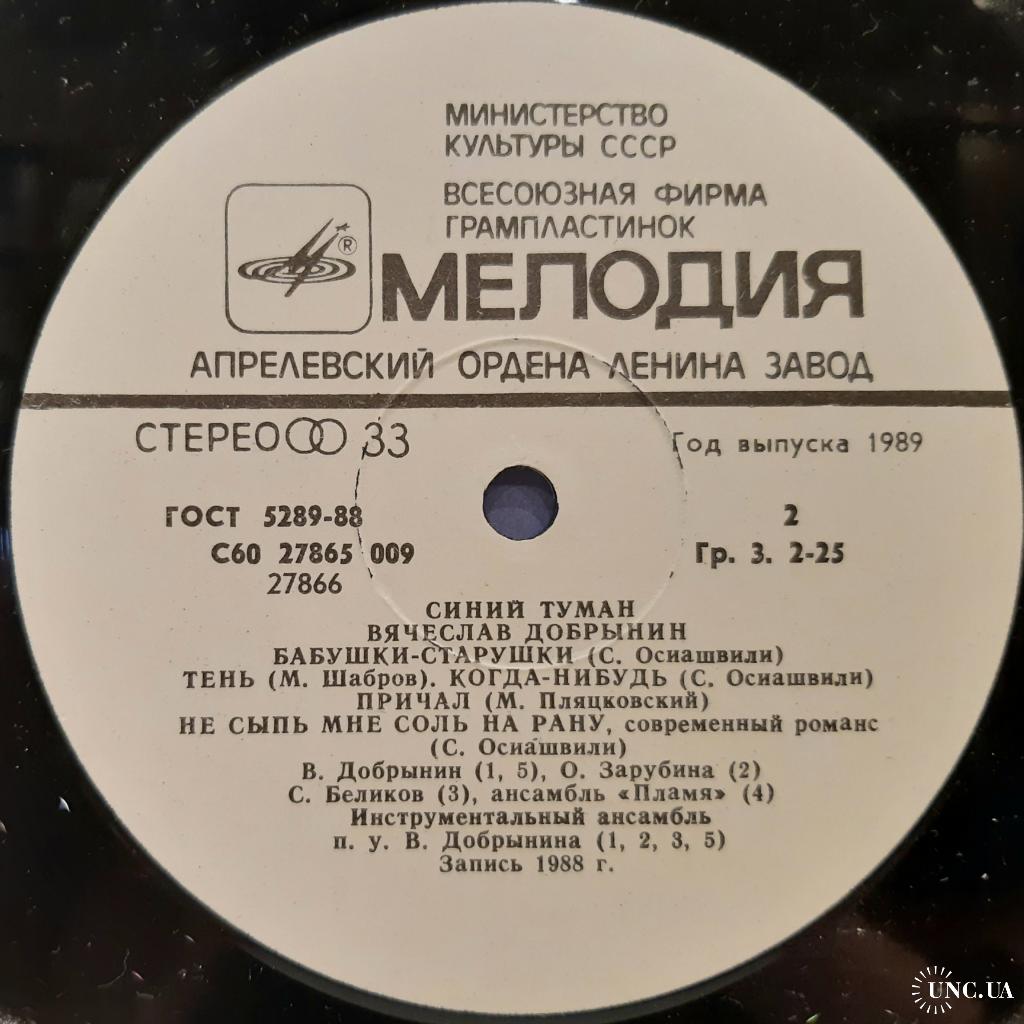 МИНИСТЕРСТВО
КУЛЬТУРЫ СССР
ВСЕСОЮЗНАЯ ФИРМА
ГРАМПЛАСТИНОК
®
МЕЛОДИЯ
АПРЕЛЕВСКИЙ ОРДЕНА ЛЕНИНА ЗАВОД
СТЕРЕО 33
Год выпуска 1989
ГОСТ 5289-88
2
С60 27865 009
Гр. 3. 2-25
27866
СИНИЙ ТУМАН
ВЯЧЕСЛАВ ДОБРЫНИН
БАБУШКИ-СТАРУШКИ (С. Осиашвили)
ТЕНЬ (М. Шабров). КОГДА-НИБУДЬ (С. Осиашвили)
ПРИЧАЛ (М. Пляцковский)
НЕ СЫПЬ МНЕ СОЛЬ НА РАНУ, современный романс
(С. Осиашвили)
В. Добрынин (1, 5), О. Зарубина (2)
С. Беликов (3), ансамбль «Пламя» (4)
Инструментальный ансамбль
п. у. В. Добрынина (1, 2, 3, 5)
Запись 1988 г.
UNC.UA